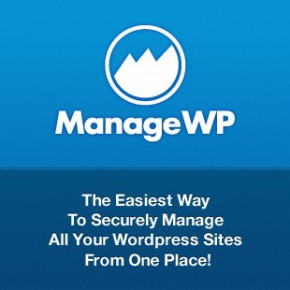 ManageWP
The Easiest Way
To Securely Manage
All Your Wordpress Sites
From One Place!